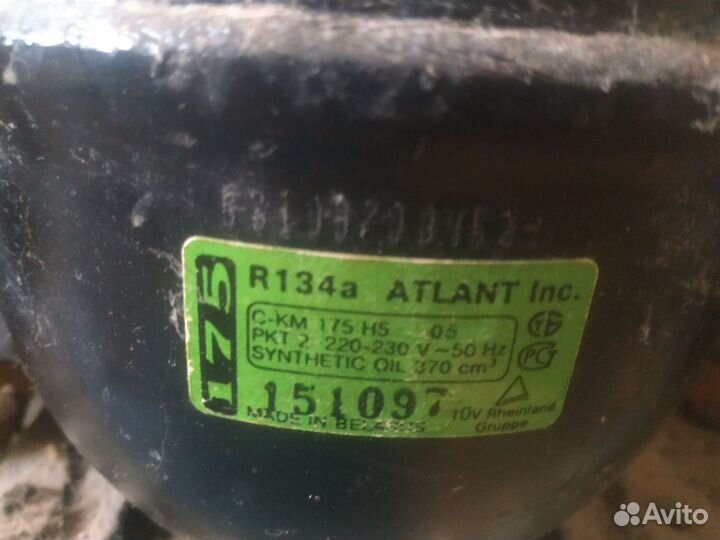 175
R134a ATLANT Inc.
C-KM 175 H5 05
PKT 2 220-230 V ~ 50 Hz
SYNTHETIC OIL 370 cm³
151097
MADE IN BELARUS
TÜV Rheinland
Gruppe
PCT
Avito